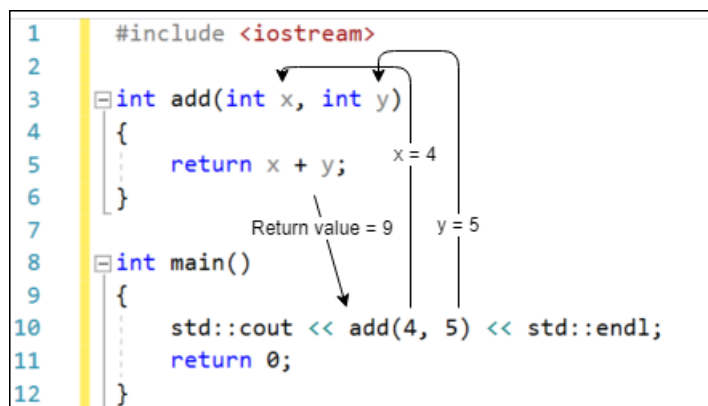 1 #include <iostream>
2
3 int add(int x, int y)
4 {
5 return x + y;
x = 4
6 }
7
Return value = 9
y = 5
8 int main()
9 {
10 std::cout << add(4, 5) << std::endl;
11 return 0;
12 }